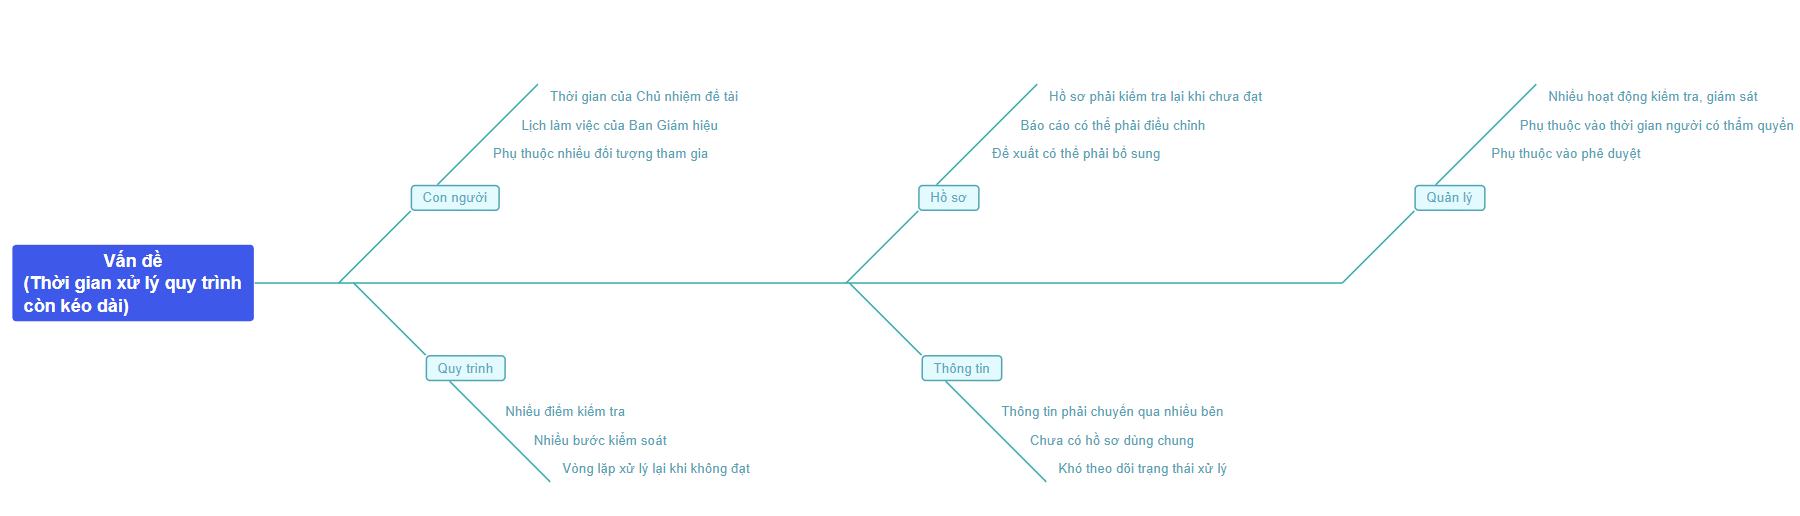 Vấn đề
(Thời gian xử lý quy trình
còn kéo dài)
Con người
Thời gian của Chủ nhiệm đề tài
Lịch làm việc của Ban Giám hiệu
Phụ thuộc nhiều đối tượng tham gia
Quy trình
Nhiều điểm kiểm tra
Nhiều bước kiểm soát
Vòng lặp xử lý lại khi không đạt
Hồ sơ
Hồ sơ phải kiểm tra lại khi chưa đạt
Báo cáo có thể phải điều chỉnh
Đề xuất có thể phải bổ sung
Thông tin
Thông tin phải chuyển qua nhiều bên
Chưa có hồ sơ dùng chung
Khó theo dõi trạng thái xử lý
Quản lý
Nhiều hoạt động kiểm tra, giám sát
Phụ thuộc vào thời gian người có thẩm quyền
Phụ thuộc vào phê duyệt